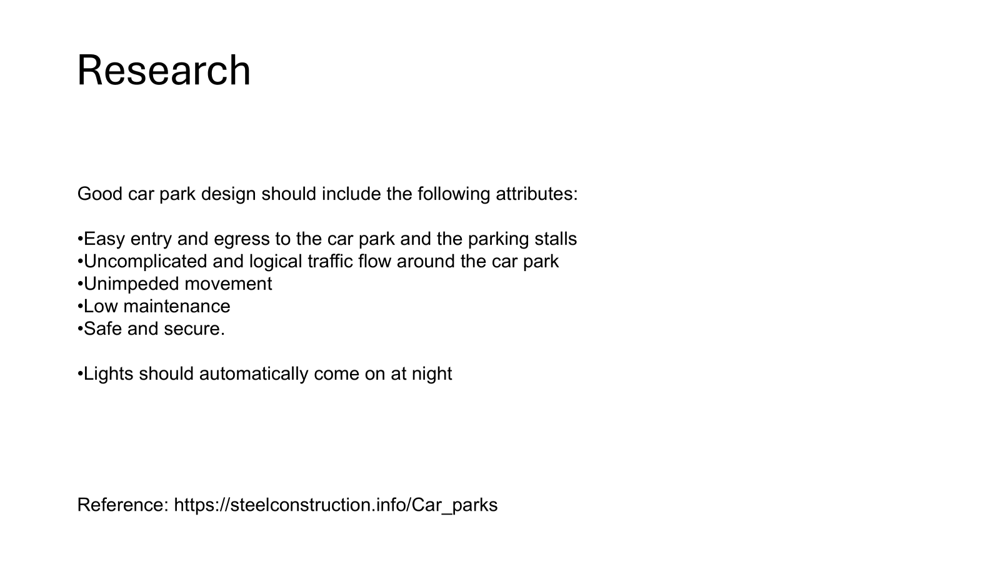 Research
Good car park design should include the following attributes:
•Easy entry and egress to the car park and the parking stalls
•Uncomplicated and logical traffic flow around the car park
•Unimpeded movement
•Low maintenance
•Safe and secure.
•Lights should automatically come on at night
Reference: https://steelconstruction.info/Car_parks